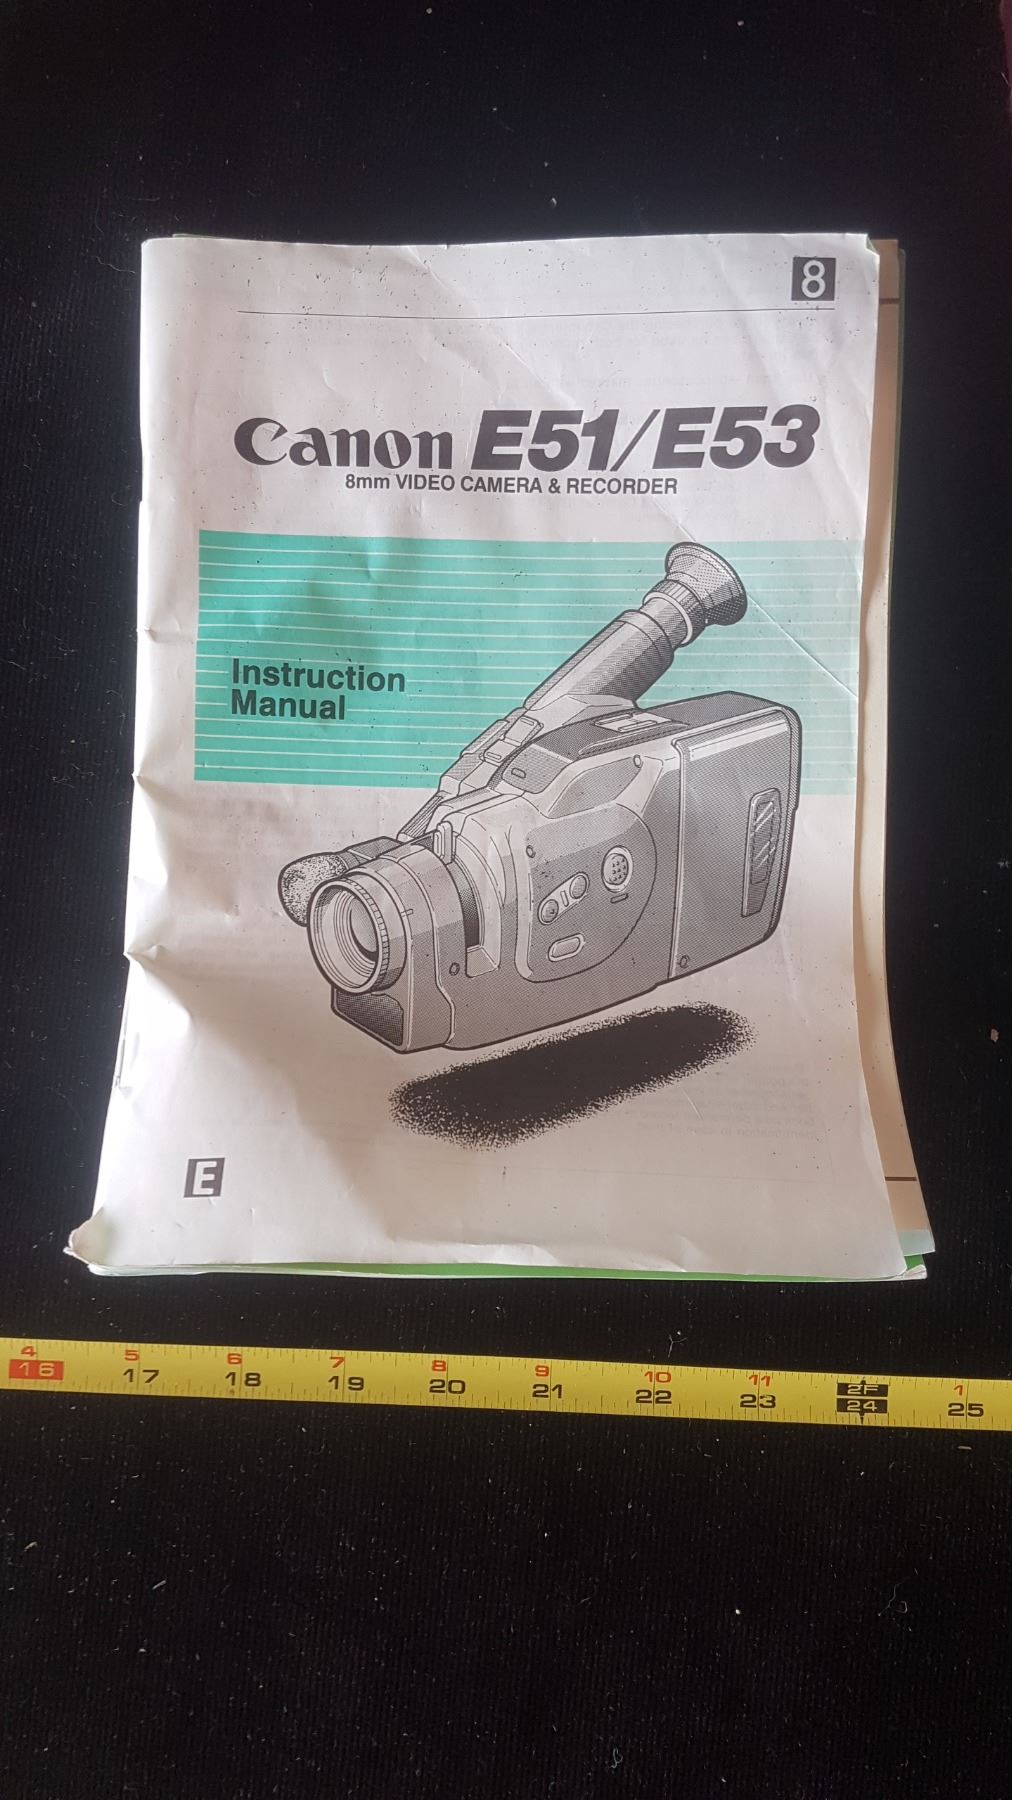 8
Canon E51/E53
8mm VIDEO CAMERA & RECORDER
Instruction
Manual
E
4 5 6 7 8 9 10 11 2F 1
16 17 18 19 20 21 22 23 24 25